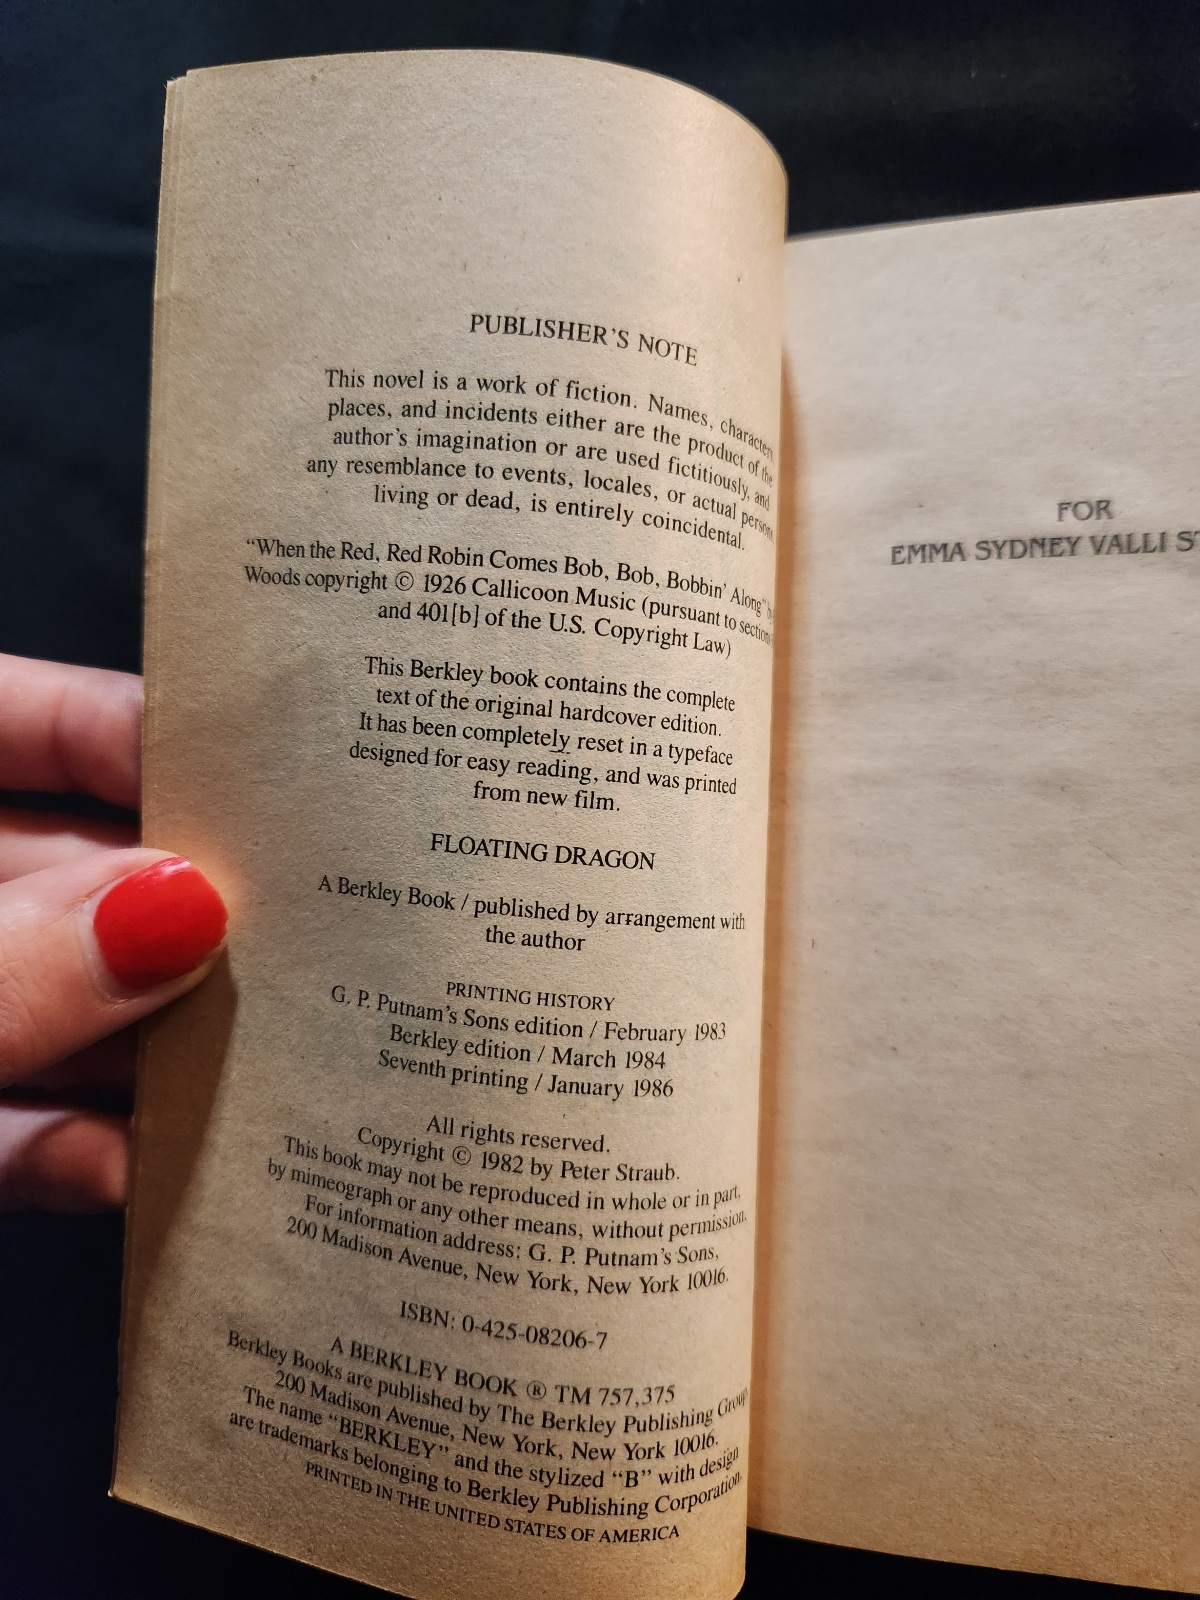 PUBLISHER'S NOTE
This novel is a work of fiction. Names, characters,
places, and incidents either are the product of the
author's imagination or are used fictitiously, and
any resemblance to events, locales, or actual persons,
living or dead, is entirely coincidental.
"When the Red, Red Robin Comes Bob, Bob, Bobbin' Along"
Woods copyright © 1926 Callicoon Music (pursuant to sections
and 401[b] of the U.S. Copyright Law)
This Berkley book contains the complete
text of the original hardcover edition.
It has been completely reset in a typeface
designed for easy reading, and was printed
from new film.
FLOATING DRAGON
A Berkley Book / published by arrangement with
the author
PRINTING HISTORY
G. P. Putnam's Sons edition / February 1983
Berkley edition / March 1984
Seventh printing / January 1986
All rights reserved.
Copyright © 1982 by Peter Straub.
This book may not be reproduced in whole or in part,
by mimeograph or any other means, without permission.
For information address: G. P. Putnam's Sons,
200 Madison Avenue, New York, New York 10016.
ISBN: 0-425-08206-7
A BERKLEY BOOK ® TM 757,375
Berkley Books are published by The Berkley Publishing Group,
200 Madison Avenue, New York, New York 10016.
The name "BERKLEY" and the stylized "B" with design
are trademarks belonging to Berkley Publishing Corporation.
PRINTED IN THE UNITED STATES OF AMERICA
FOR
EMMA SYDNEY VALLI ST